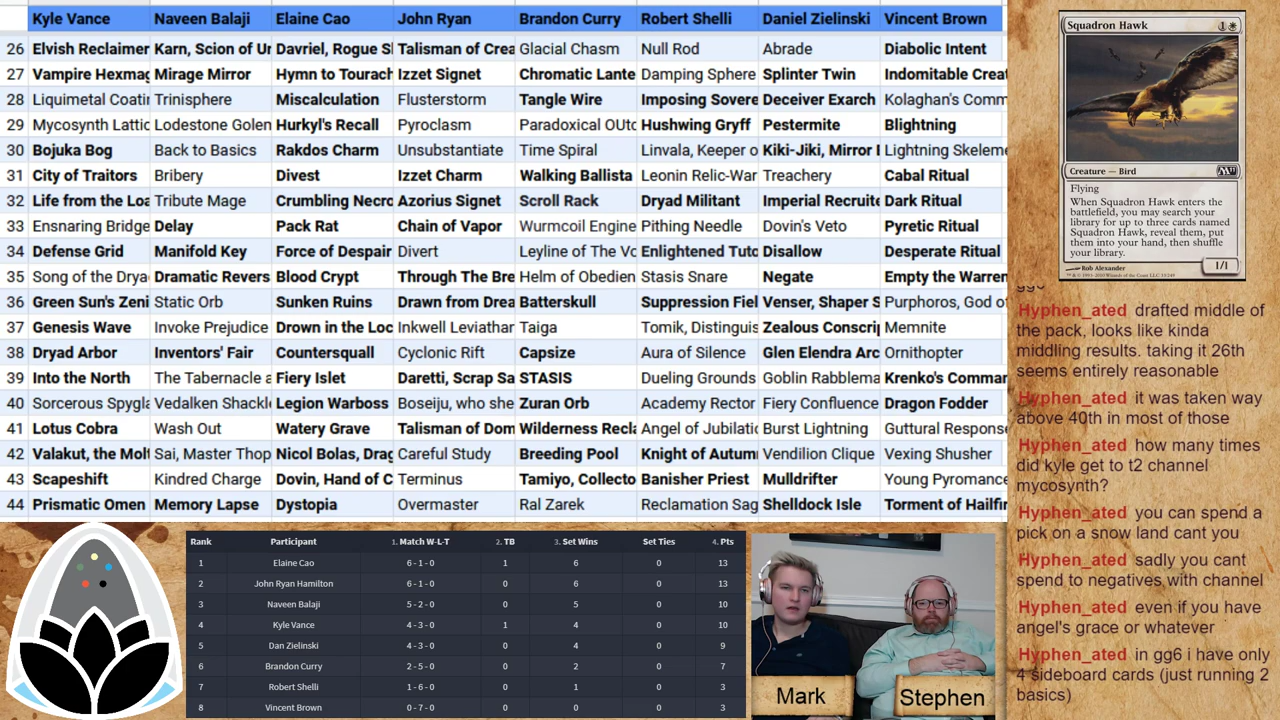 Kyle Vance Naveen Balaji Elaine Cao John Ryan Brandon Curry Robert Shelli Daniel Zielinski Vincent Brown
26 Elvish Reclaimer Karn, Scion of Ur Davriel, Rogue S Talisman of Crea Glacial Chasm Null Rod Abrade Diabolic Intent
27 Vampire Hexmag Mirage Mirror Hymn to Tourach Izzet Signet Chromatic Lante Damping Sphere Splinter Twin Indomitable Creat
28 Liquimetal Coatin Trinisphere Miscalculation Flusterstorm Tangle Wire Imposing Sovere Deceiver Exarch Kolaghan's Comm
29 Mycosynth Lattic Lodestone Golen Hurkyl's Recall Pyroclasm Paradoxical OUtc Hushwing Gryff Pestermite Blightning
30 Bojuka Bog Back to Basics Rakdos Charm Unsubstantiate Time Spiral Linvala, Keeper o Kiki-Jiki, Mirror Lightning Skeleme
31 City of Traitors Bribery Divest Izzet Charm Walking Ballista Leonin Relic-War Treachery Cabal Ritual
32 Life from the Loa Tribute Mage Crumbling Necro Azorius Signet Scroll Rack Dryad Militant Imperial Recruite Dark Ritual
33 Ensnaring Bridge Delay Pack Rat Chain of Vapor Wurmcoil Engine Pithing Needle Dovin's Veto Pyretic Ritual
34 Defense Grid Manifold Key Force of Despair Divert Leyline of The Vo Enlightened Tuto Disallow Desperate Ritual
35 Song of the Drya Dramatic Revers Blood Crypt Through The Bre Helm of Obedien Stasis Snare Negate Empty the Warren
36 Green Sun's Zeni Static Orb Sunken Ruins Drawn from Drea Batterskull Suppression Fiel Venser, Shaper S Purphoros, God o
37 Genesis Wave Invoke Prejudice Drown in the Loc Inkwell Leviathar Taiga Tomik, Distinguis Zealous Conscrip Memnite
38 Dryad Arbor Inventors' Fair Countersquall Cyclonic Rift Capsize Aura of Silence Glen Elendra Arc Ornithopter
39 Into the North The Tabernacle a Fiery Islet Daretti, Scrap Sa STASIS Dueling Grounds Goblin Rabblema Krenko's Comman
40 Sorcerous Spygla Vedalken Shackl Legion Warboss Boseiju, who she Zuran Orb Academy Rector Fiery Confluence Dragon Fodder
41 Lotus Cobra Wash Out Watery Grave Talisman of Dom Wilderness Recla Angel of Jubilatic Burst Lightning Guttural Response
42 Valakut, the Molt Sai, Master Thop Nicol Bolas, Drag Careful Study Breeding Pool Knight of Autum Vendilion Clique Vexing Shusher
43 Scapeshift Kindred Charge Dovin, Hand of C Terminus Tamiyo, Collecto Banisher Priest Mulldrifter Young Pyromance
44 Prismatic Omen Memory Lapse Dystopia Overmaster Ral Zarek Reclamation Sag Shelldock Isle Torment of Hailfir
Squadron Hawk 1
Creature — Bird M11
Flying
When Squadron Hawk enters the
battlefield, you may search your
library for up to three cards named
Squadron Hawk, reveal them, put
them into your hand, then shuffle
your library.
1/1
Rob Alexander
Hyphen_ated drafted middle of
the pack, looks like kinda
middling results. taking it 26th
seems entirely reasonable
Hyphen_ated it was taken way
above 40th in most of those
Hyphen_ated how many times
did kyle get to t2 channel
mycosynth?
Hyphen_ated you can spend a
pick on a snow land cant you
Hyphen_ated sadly you cant
spend to negatives with channel
Hyphen_ated even if you have
angel's grace or whatever
Hyphen_ated in gg6 i have only
4 sideboard cards (just running 2
basics)
Rank Participant 1. Match W-L-T 2. TB 3. Set Wins Set Ties 4. Pts
1 Elaine Cao 6 - 1 - 0 1 6 0 13
2 John Ryan Hamilton 6 - 1 - 0 0 6 0 13
3 Naveen Balaji 5 - 2 - 0 0 5 0 10
4 Kyle Vance 4 - 3 - 0 1 4 0 10
5 Dan Zielinski 4 - 3 - 0 0 4 0 9
6 Brandon Curry 2 - 5 - 0 0 2 0 7
7 Robert Shelli 1 - 6 - 0 0 1 0 3
8 Vincent Brown 0 - 7 - 0 0 0 0 3
Mark
Stephen